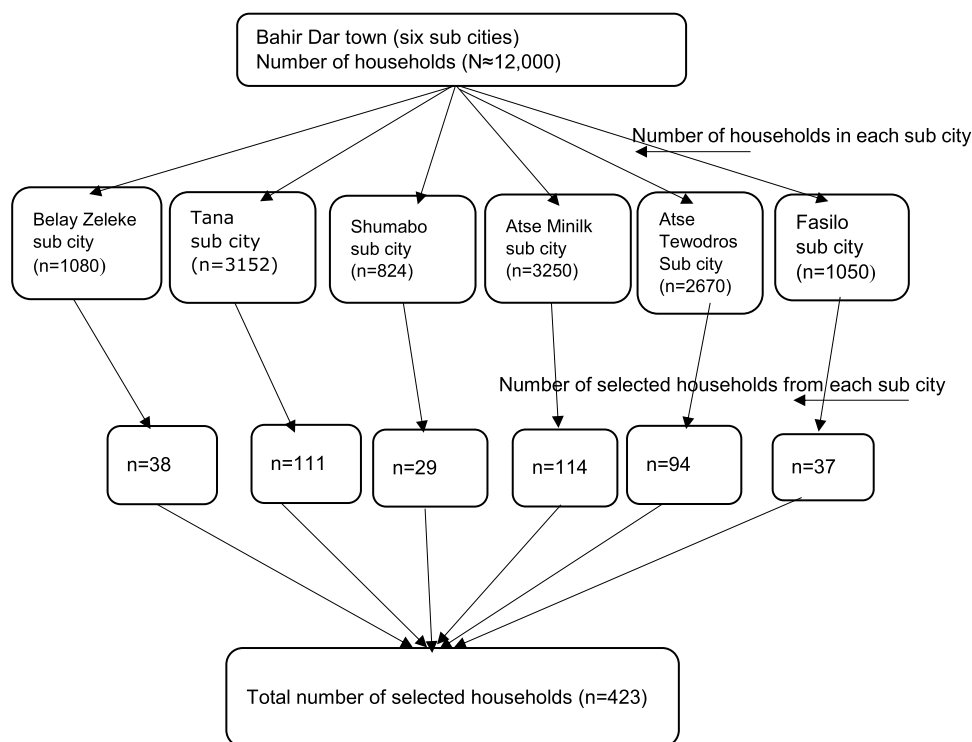 Bahir Dar town (six sub cities)
Number of households (N≈12,000)
Number of households in each sub city
Belay Zeleke
sub city
(n=1080)
Tana
sub city
(n=3152)
Shumabo
sub city
(n=824)
Atse Minilk
sub city
(n=3250)
Atse
Tewodros
Sub city
(n=2670)
Fasilo
sub city
(n=1050)
Number of selected households from each sub city
n=38
n=111
n=29
n=114
n=94
n=37
Total number of selected households (n=423)